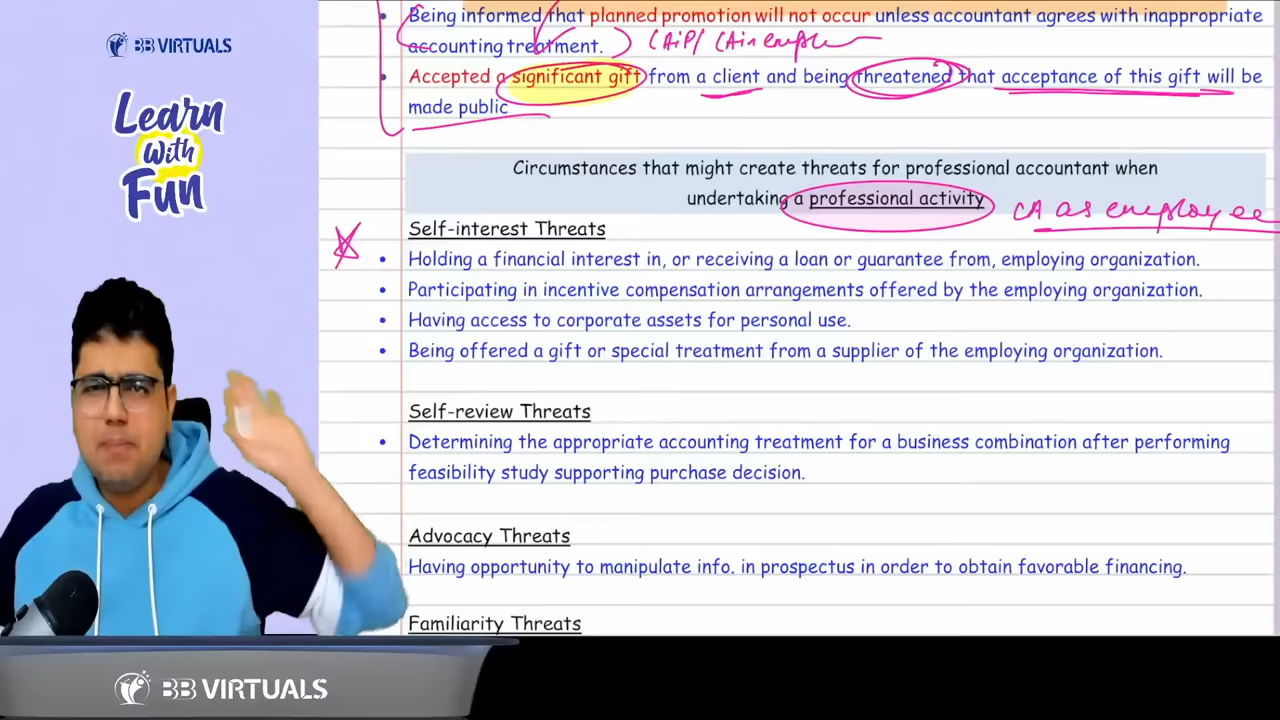 BB VIRTUALS
Learn
With
Fun
Being informed that planned promotion will not occur unless accountant agrees with inappropriate
accounting treatment.
Accepted a significant gift from a client and being threatened that acceptance of this gift will be
made public
Circumstances that might create threats for professional accountant when
undertaking a professional activity
CA as employee
Self-interest Threats
• Holding a financial interest in, or receiving a loan or guarantee from, employing organization.
• Participating in incentive compensation arrangements offered by the employing organization.
• Having access to corporate assets for personal use.
• Being offered a gift or special treatment from a supplier of the employing organization.
Self-review Threats
• Determining the appropriate accounting treatment for a business combination after performing
feasibility study supporting purchase decision.
Advocacy Threats
Having opportunity to manipulate info. in prospectus in order to obtain favorable financing.
Familiarity Threats
BB VIRTUALS